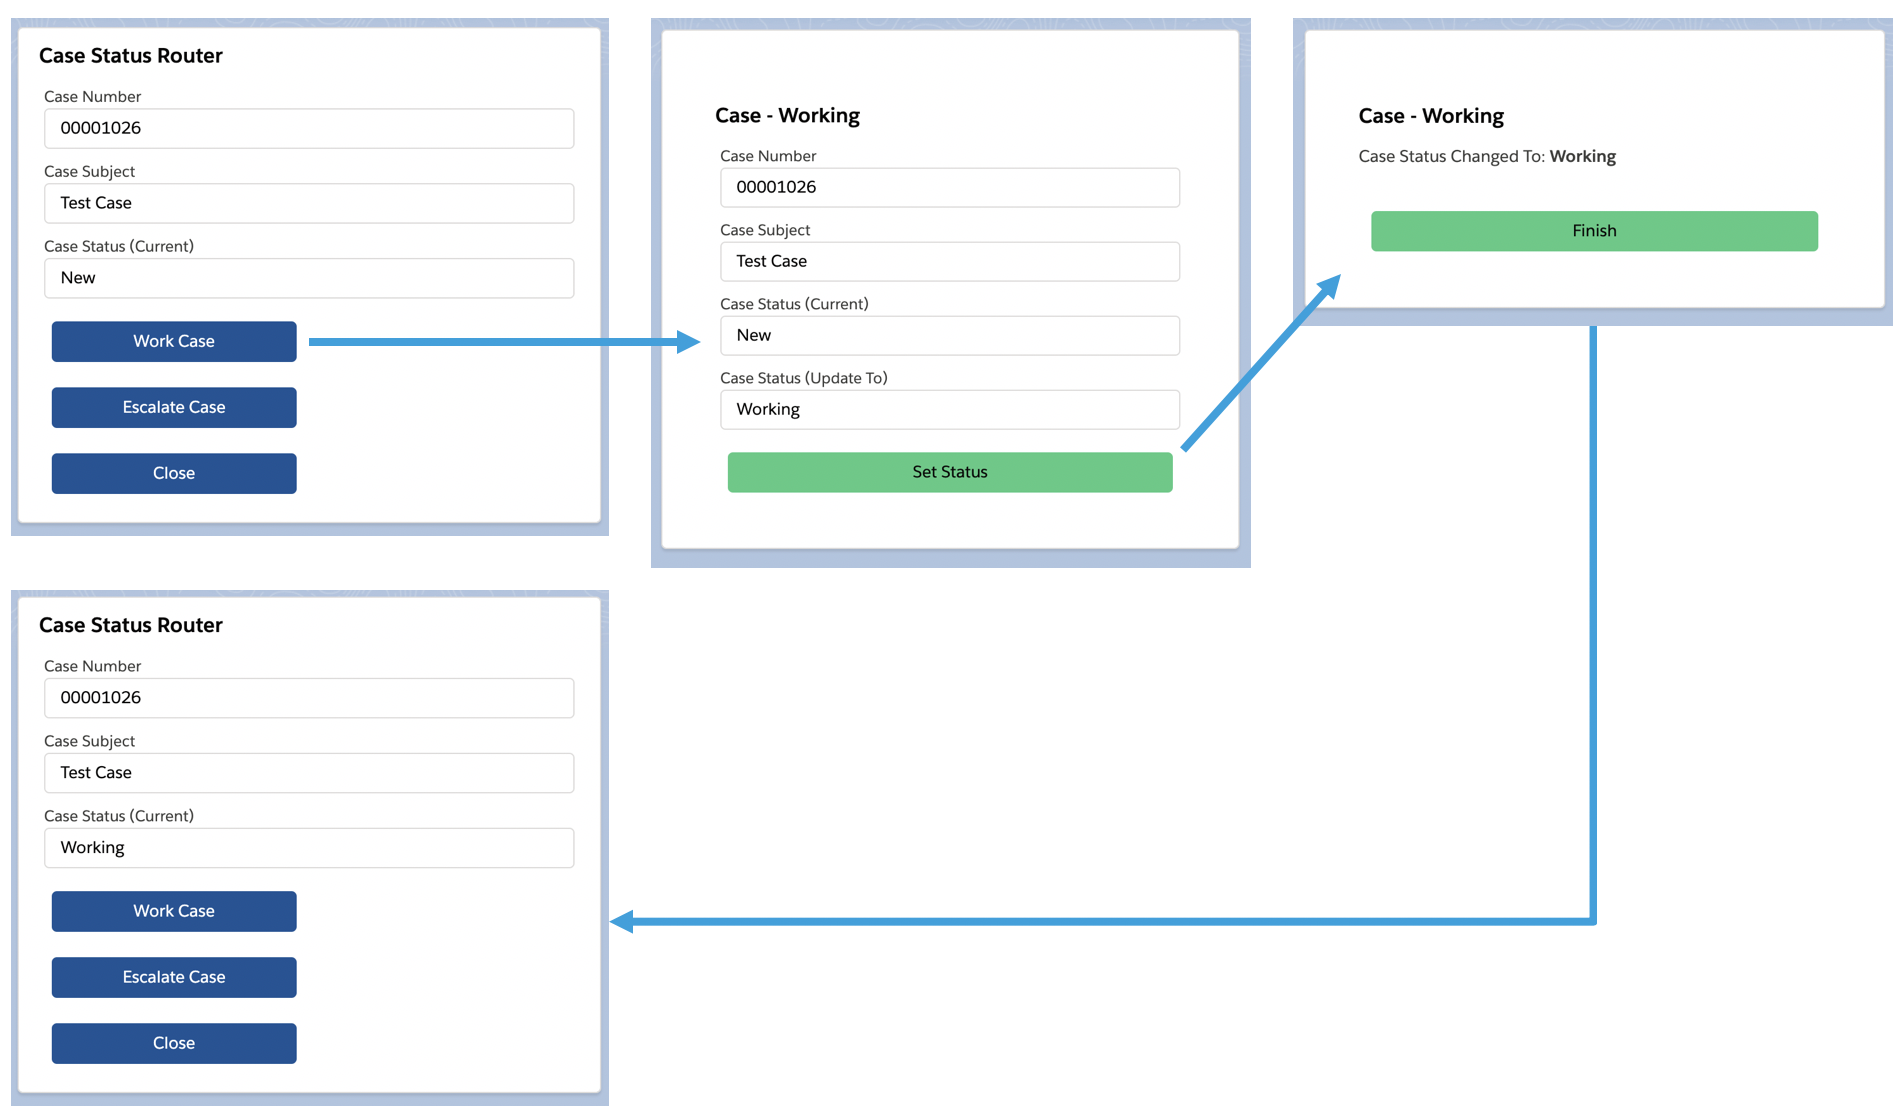 Case Status Router
Case Number
00001026
Case Subject
Test Case
Case Status (Current)
New
Work Case
Escalate Case
Close
Case - Working
Case Number
00001026
Case Subject
Test Case
Case Status (Current)
New
Case Status (Update To)
Working
Set Status
Case - Working
Case Status Changed To: Working
Finish
Case Status Router
Case Number
00001026
Case Subject
Test Case
Case Status (Current)
Working
Work Case
Escalate Case
Close